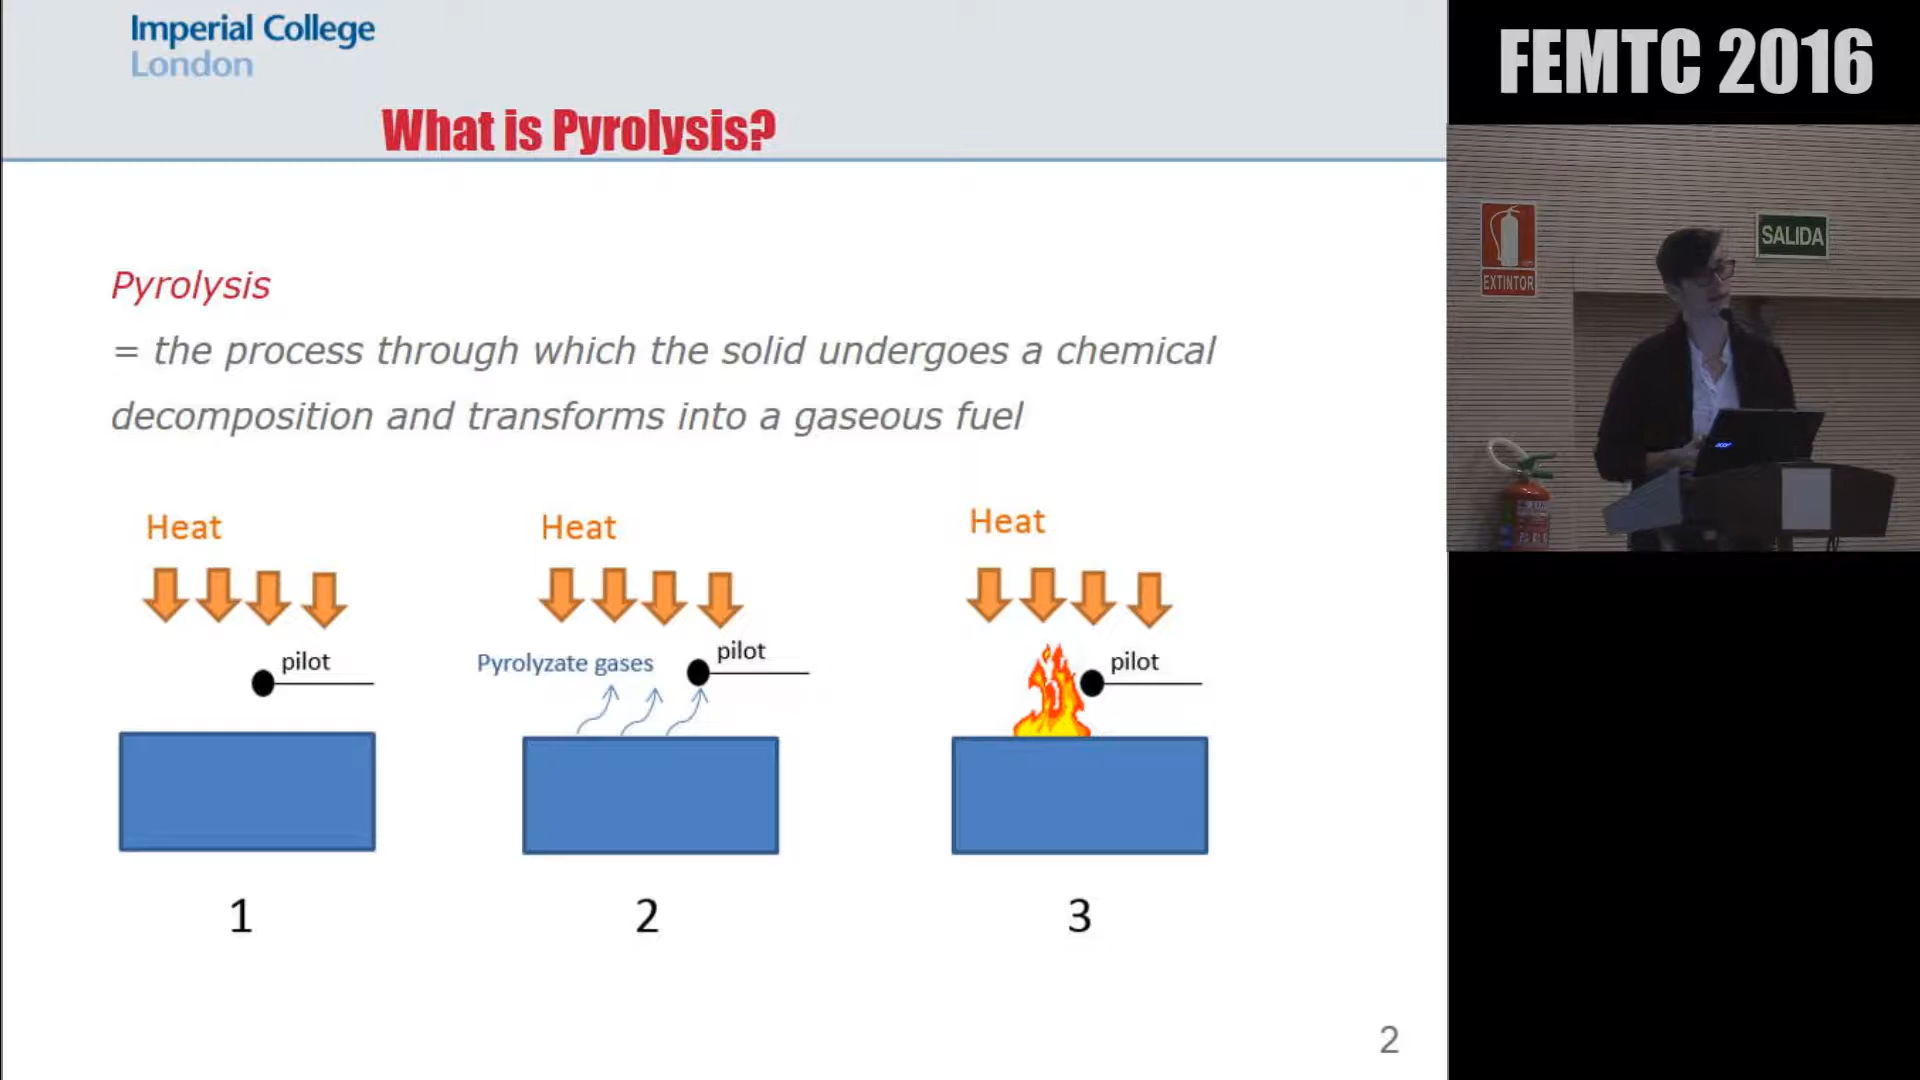 Imperial College
London
What is Pyrolysis?
Pyrolysis
= the process through which the solid undergoes a chemical
decomposition and transforms into a gaseous fuel
Heat
Heat
Heat
pilot
Pyrolyzate gases
pilot
pilot
1
2
3
2
FEMTC 2016
EXTINTOR
SALIDA
acer